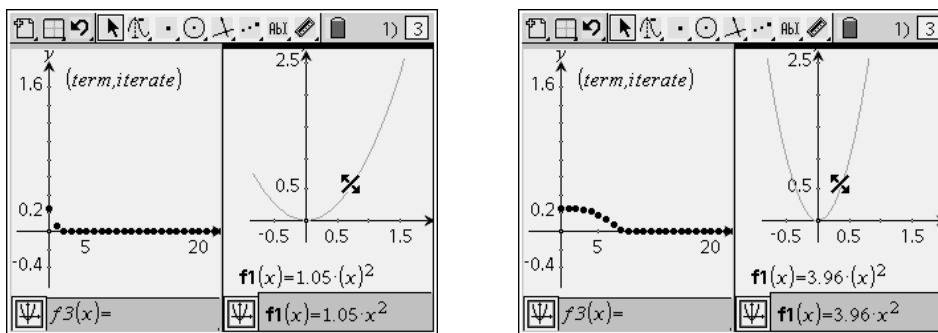 1) 3
y
1.6
(term,iterate)
0.2
5
20
-0.4
2.5
0.5
-0.5
0.5
1.5
f1(x)=1.05·(x)²
f3(x)=
f1(x)=1.05·x²
1) 3
y
1.6
(term,iterate)
0.2
5
20
-0.4
2.5
0.5
-0.5
0.5
1.5
f1(x)=3.96·(x)²
f3(x)=
f1(x)=3.96·x²